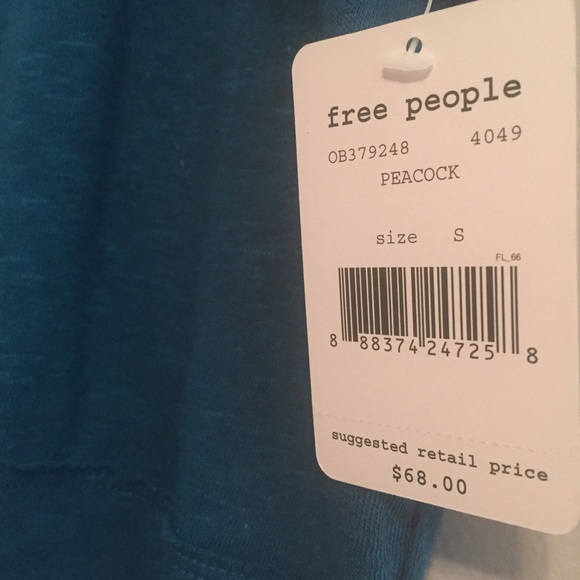 free people
OB379248 4049
PEACOCK
size S
FL_66
8 88374 24725 8
suggested retail price
$68.00